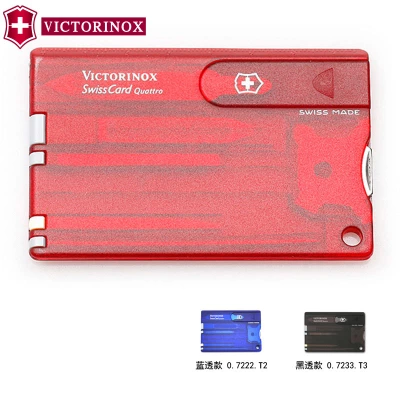 VICTORINOX
VICTORINOX
SwissCard Quattro
SWISS MADE
蓝透款 0.7222.T2
黑透款 0.7233.T3